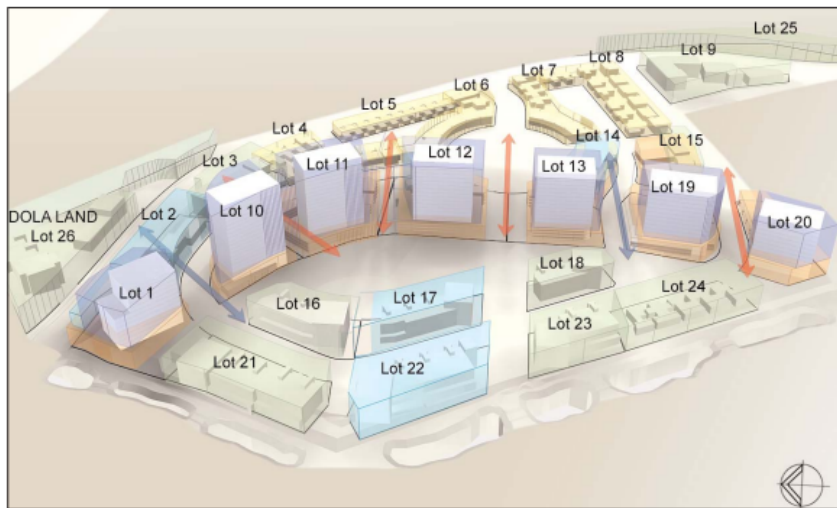 Lot 25
Lot 8
Lot 9
Lot 7
Lot 6
Lot 5
Lot 4
Lot 14
Lot 15
Lot 3
Lot 11
Lot 12
Lot 13
Lot 19
DOLA LAND
Lot 26
Lot 2
Lot 10
Lot 20
Lot 1
Lot 18
Lot 24
Lot 16
Lot 17
Lot 23
Lot 21
Lot 22